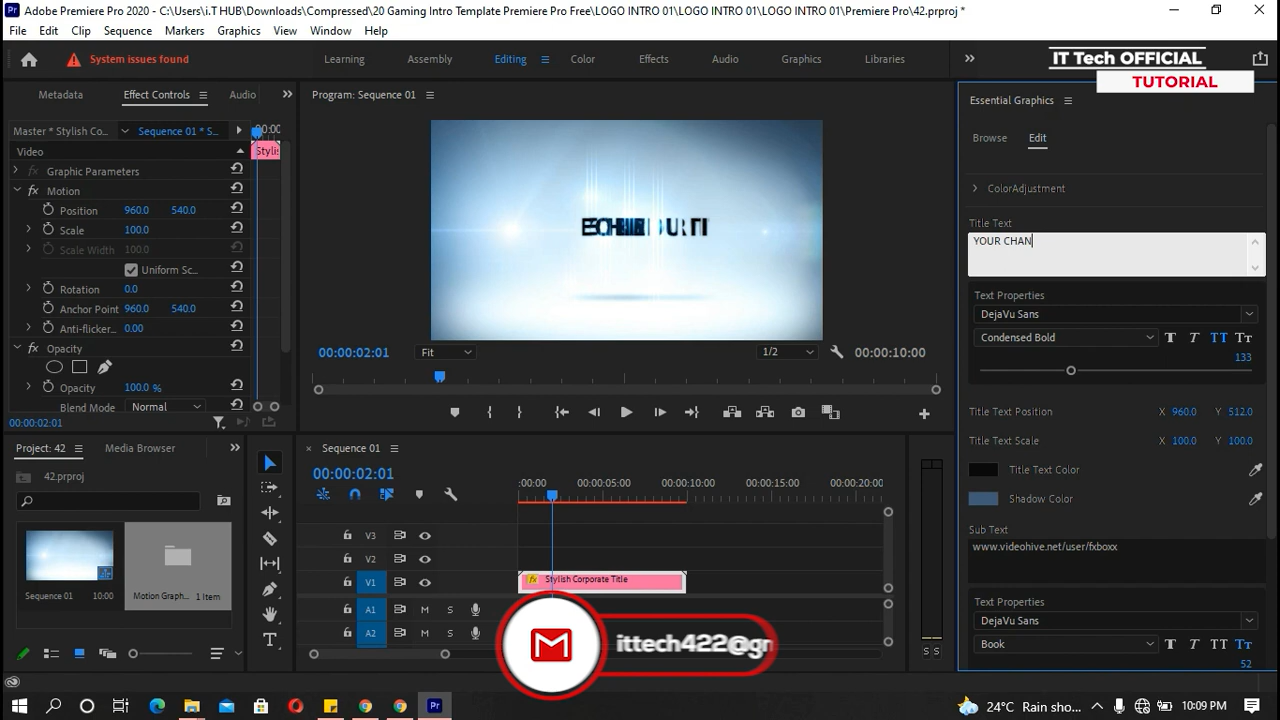 Adobe Premiere Pro 2020 - C:\Users\i.T HUB\Downloads\Compressed\20 Gaming Into Template Premiere Pro Free\LOGO INTRO 01\LOGO INTRO 01\LOGO INTRO 01\Premiere Pro\42.prproj *
File Edit Clip Sequence Markers Graphics View Window Help
System issues found
Learning Assembly Editing Color Effects Audio Graphics Libraries
IT Tech OFFICIAL
TUTORIAL
Metadata Effect Controls Audio
Program: Sequence 01
Essential Graphics
Master * Stylish Co... Sequence 01 * S... 00:00
Browse Edit
Video
Stylis
Graphic Parameters
Motion
Position 960.0 540.0
Scale 100.0
Scale Width 100.0
Uniform Sc...
Rotation 0.0
Anchor Point 960.0 540.0
Anti-flicker... 0.00
Opacity
Opacity 100.0 %
Blend Mode Normal
00:00:02:01
ColorAdjustment
Title Text
YOUR CHAN
Text Properties
DejaVu Sans
Condensed Bold T T TT Tt
133
Title Text Position X 960.0 Y 512.0
Title Text Scale X 100.0 Y 100.0
Title Text Color
Shadow Color
Sub Text
www.videohive.net/user/fxboxx
Text Properties
DejaVu Sans
Book T T TT Tt
52
00:00:02:01 Fit 1/2 00:00:10:00
Project: 42 Media Browser
42.prproj
Sequence 01 10:00
Motion Graph... 1 Item
Sequence 01
00:00:02:01
:00:00 00:00:05:00 00:00:10:00 00:00:15:00 00:00:20:00
V3
V2
V1 fx Stylish Corporate Title
A1 M S
A2 M S
S S
ittech422@gm
24°C Rain sho... 10:09 PM